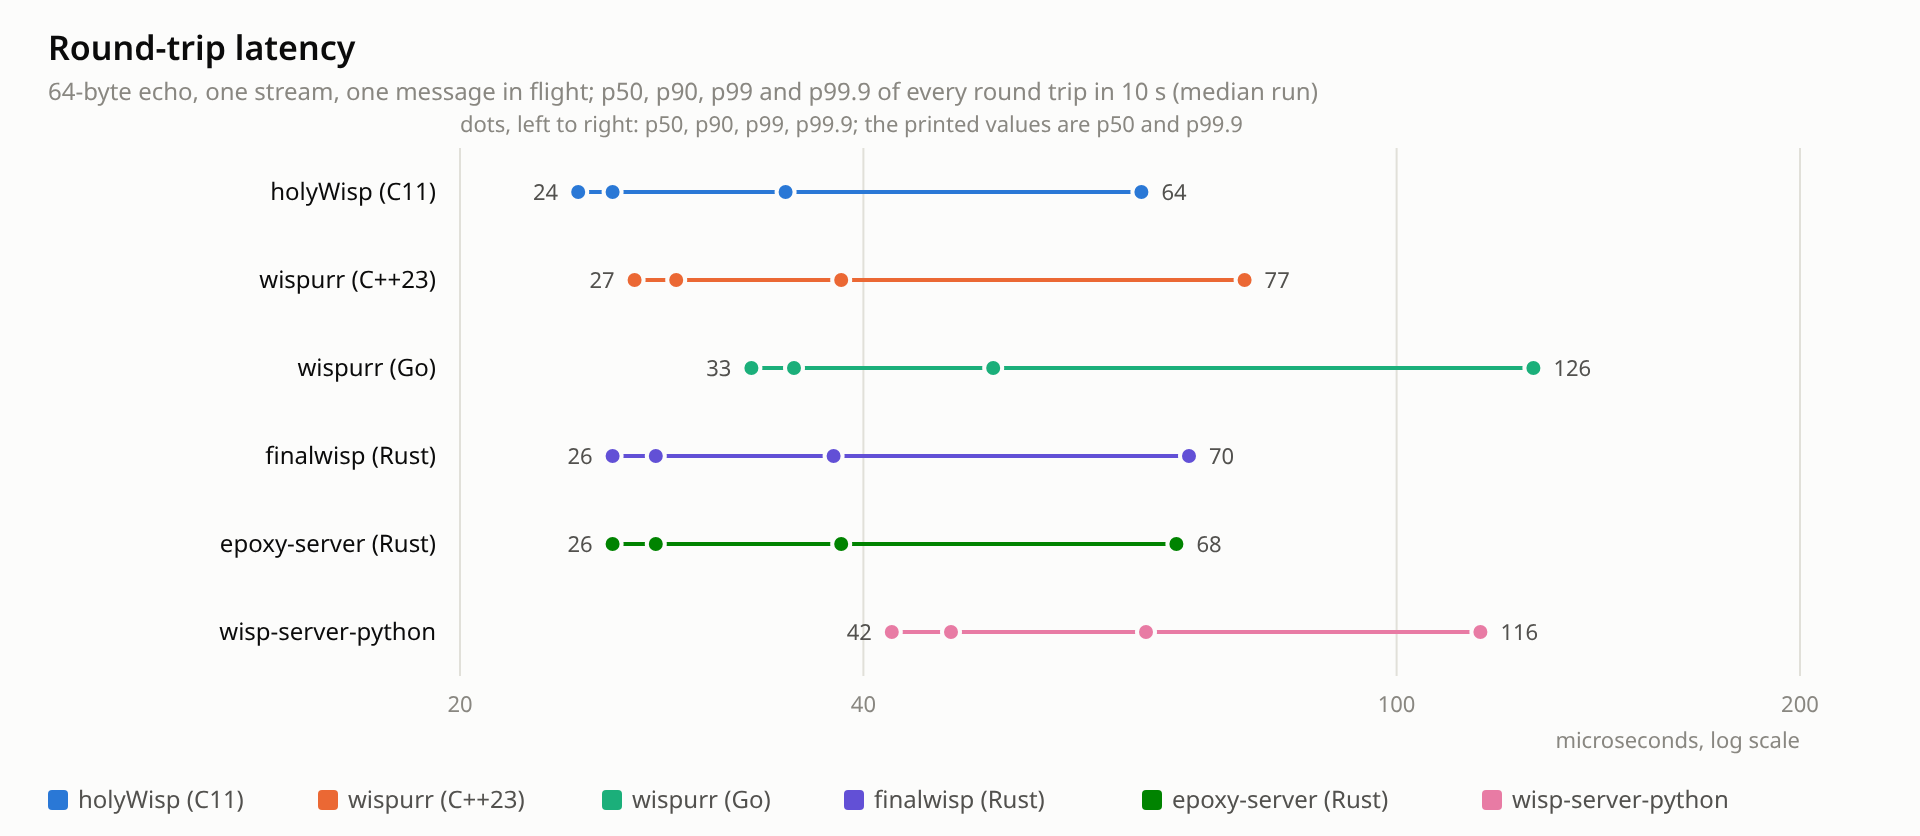 Round-trip latency
64-byte echo, one stream, one message in flight; p50, p90, p99 and p99.9 of every round trip in 10 s (median run)
dots, left to right: p50, p90, p99, p99.9; the printed values are p50 and p99.9
holyWisp (C11) 24 64
wispurr (C++23) 27 77
wispurr (Go) 33 126
finalwisp (Rust) 26 70
epoxy-server (Rust) 26 68
wisp-server-python 42 116
20 40 100 200
microseconds, log scale
holyWisp (C11) wispurr (C++23) wispurr (Go) finalwisp (Rust) epoxy-server (Rust) wisp-server-python